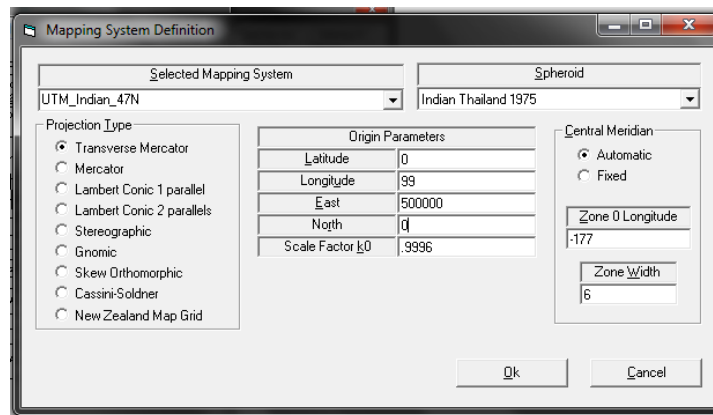 Mapping System Definition
Selected Mapping System
Spheroid
UTM_Indian_47N
Indian Thailand 1975
Projection Type
Transverse Mercator
Mercator
Lambert Conic 1 parallel
Lambert Conic 2 parallels
Stereographic
Gnomic
Skew Orthomorphic
Cassini-Soldner
New Zealand Map Grid
Origin Parameters
Latitude 0
Longitude 99
East 500000
North 0
Scale Factor k0 .9996
Central Meridian
Automatic
Fixed
Zone 0 Longitude
-177
Zone Width
6
Ok
Cancel